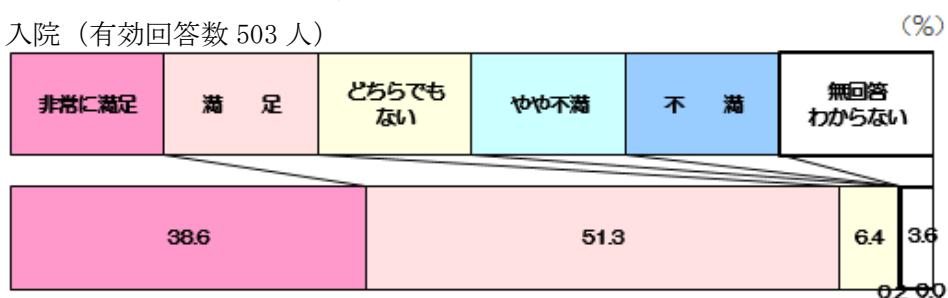 入院（有効回答数 503 人）
（%）
非常に満足
満　足
どちらでも
ない
やや不満
不　満
無回答
わからない
38.6
51.3
6.4
3.6
0.2
0.0